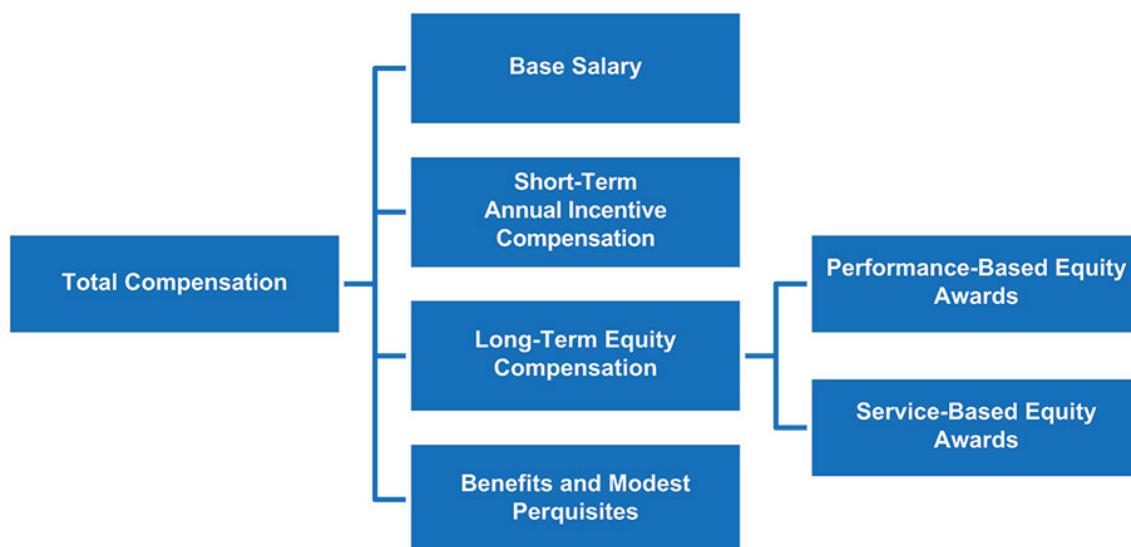 Base Salary
Short-Term
Annual Incentive
Compensation
Total Compensation
Long-Term Equity
Compensation
Benefits and Modest
Perquisites
Performance-Based Equity
Awards
Service-Based Equity
Awards